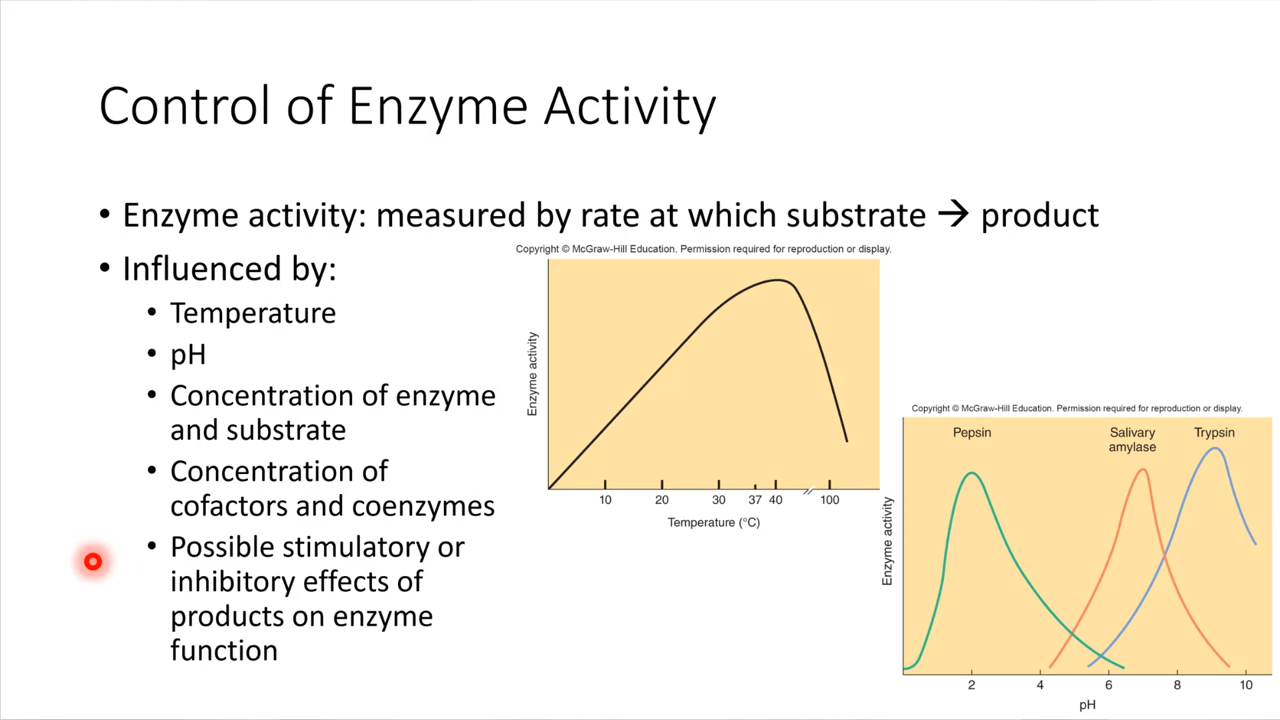 Control of Enzyme Activity
• Enzyme activity: measured by rate at which substrate → product
• Influenced by:
• Temperature
• pH
• Concentration of enzyme
and substrate
• Concentration of
cofactors and coenzymes
• Possible stimulatory or
inhibitory effects of
products on enzyme
function
Copyright © McGraw-Hill Education. Permission required for reproduction or display.
Enzyme activity
10 20 30 37 40 100
Temperature (°C)
Copyright © McGraw-Hill Education. Permission required for reproduction or display.
Pepsin
Salivary
amylase
Trypsin
Enzyme activity
2 4 6 8 10
pH